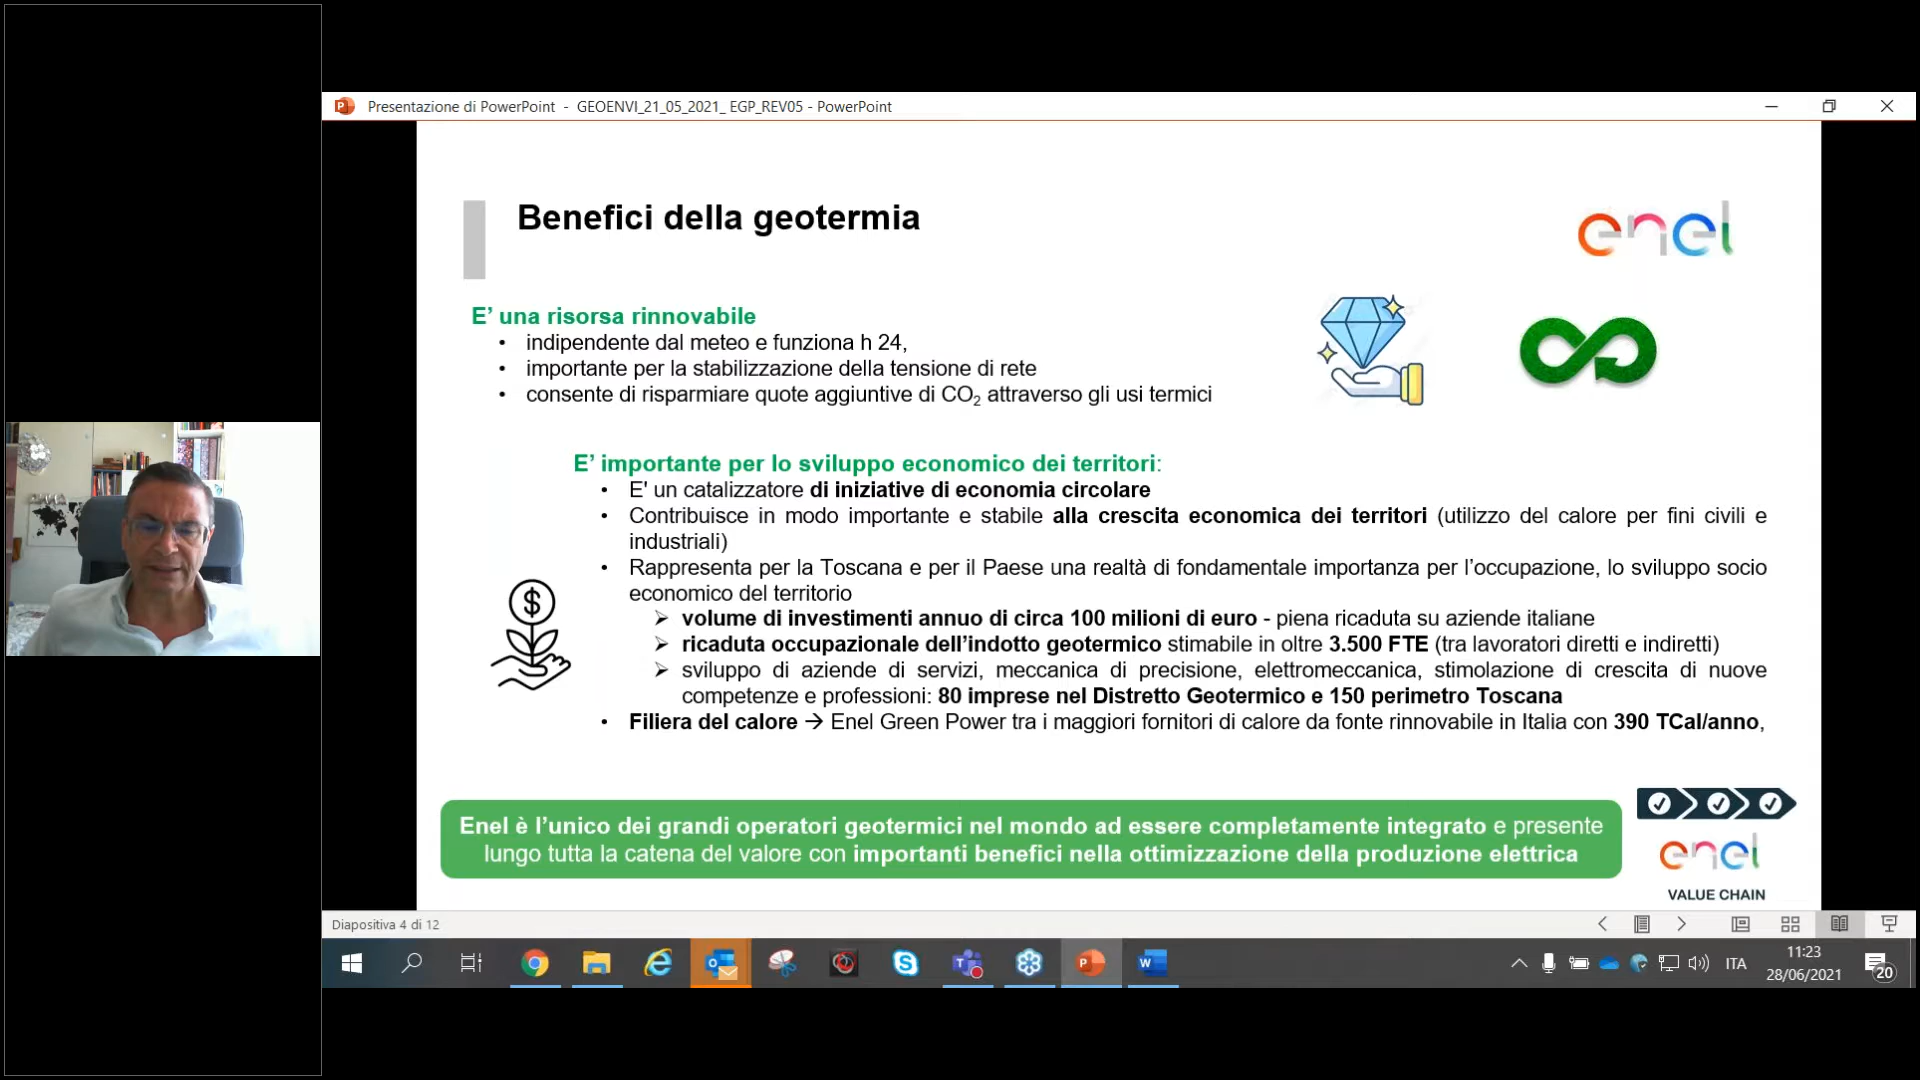 Presentazione di PowerPoint - GEOENVI_21_05_2021_ EGP_REV05 - PowerPoint
Benefici della geotermia
enel
E’ una risorsa rinnovabile
• indipendente dal meteo e funziona h 24,
• importante per la stabilizzazione della tensione di rete
• consente di risparmiare quote aggiuntive di CO₂ attraverso gli usi termici
E’ importante per lo sviluppo economico dei territori:
• E' un catalizzatore di iniziative di economia circolare
• Contribuisce in modo importante e stabile alla crescita economica dei territori (utilizzo del calore per fini civili e
industriali)
• Rappresenta per la Toscana e per il Paese una realtà di fondamentale importanza per l’occupazione, lo sviluppo socio
economico del territorio
➢ volume di investimenti annuo di circa 100 milioni di euro - piena ricaduta su aziende italiane
➢ ricaduta occupazionale dell’indotto geotermico stimabile in oltre 3.500 FTE (tra lavoratori diretti e indiretti)
➢ sviluppo di aziende di servizi, meccanica di precisione, elettromeccanica, stimolazione di crescita di nuove
competenze e professioni: 80 imprese nel Distretto Geotermico e 150 perimetro Toscana
• Filiera del calore → Enel Green Power tra i maggiori fornitori di calore da fonte rinnovabile in Italia con 390 TCal/anno,
$
Enel è l’unico dei grandi operatori geotermici nel mondo ad essere completamente integrato e presente
lungo tutta la catena del valore con importanti benefici nella ottimizzazione della produzione elettrica
enel
VALUE CHAIN
Diapositiva 4 di 12
ITA
11:23
28/06/2021
20